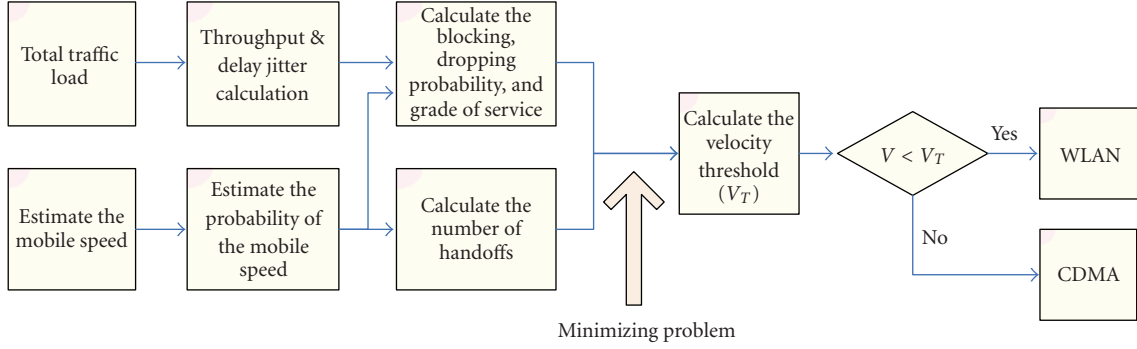 Total traffic
load
Throughput &
delay jitter
calculation
Calculate the
blocking,
dropping
probability, and
grade of service
Estimate the
mobile speed
Estimate the
probability of
the mobile
speed
Calculate the
number of
handoffs
Minimizing problem
Calculate the
velocity
threshold
(V_T)
V < V_T
Yes
No
WLAN
CDMA